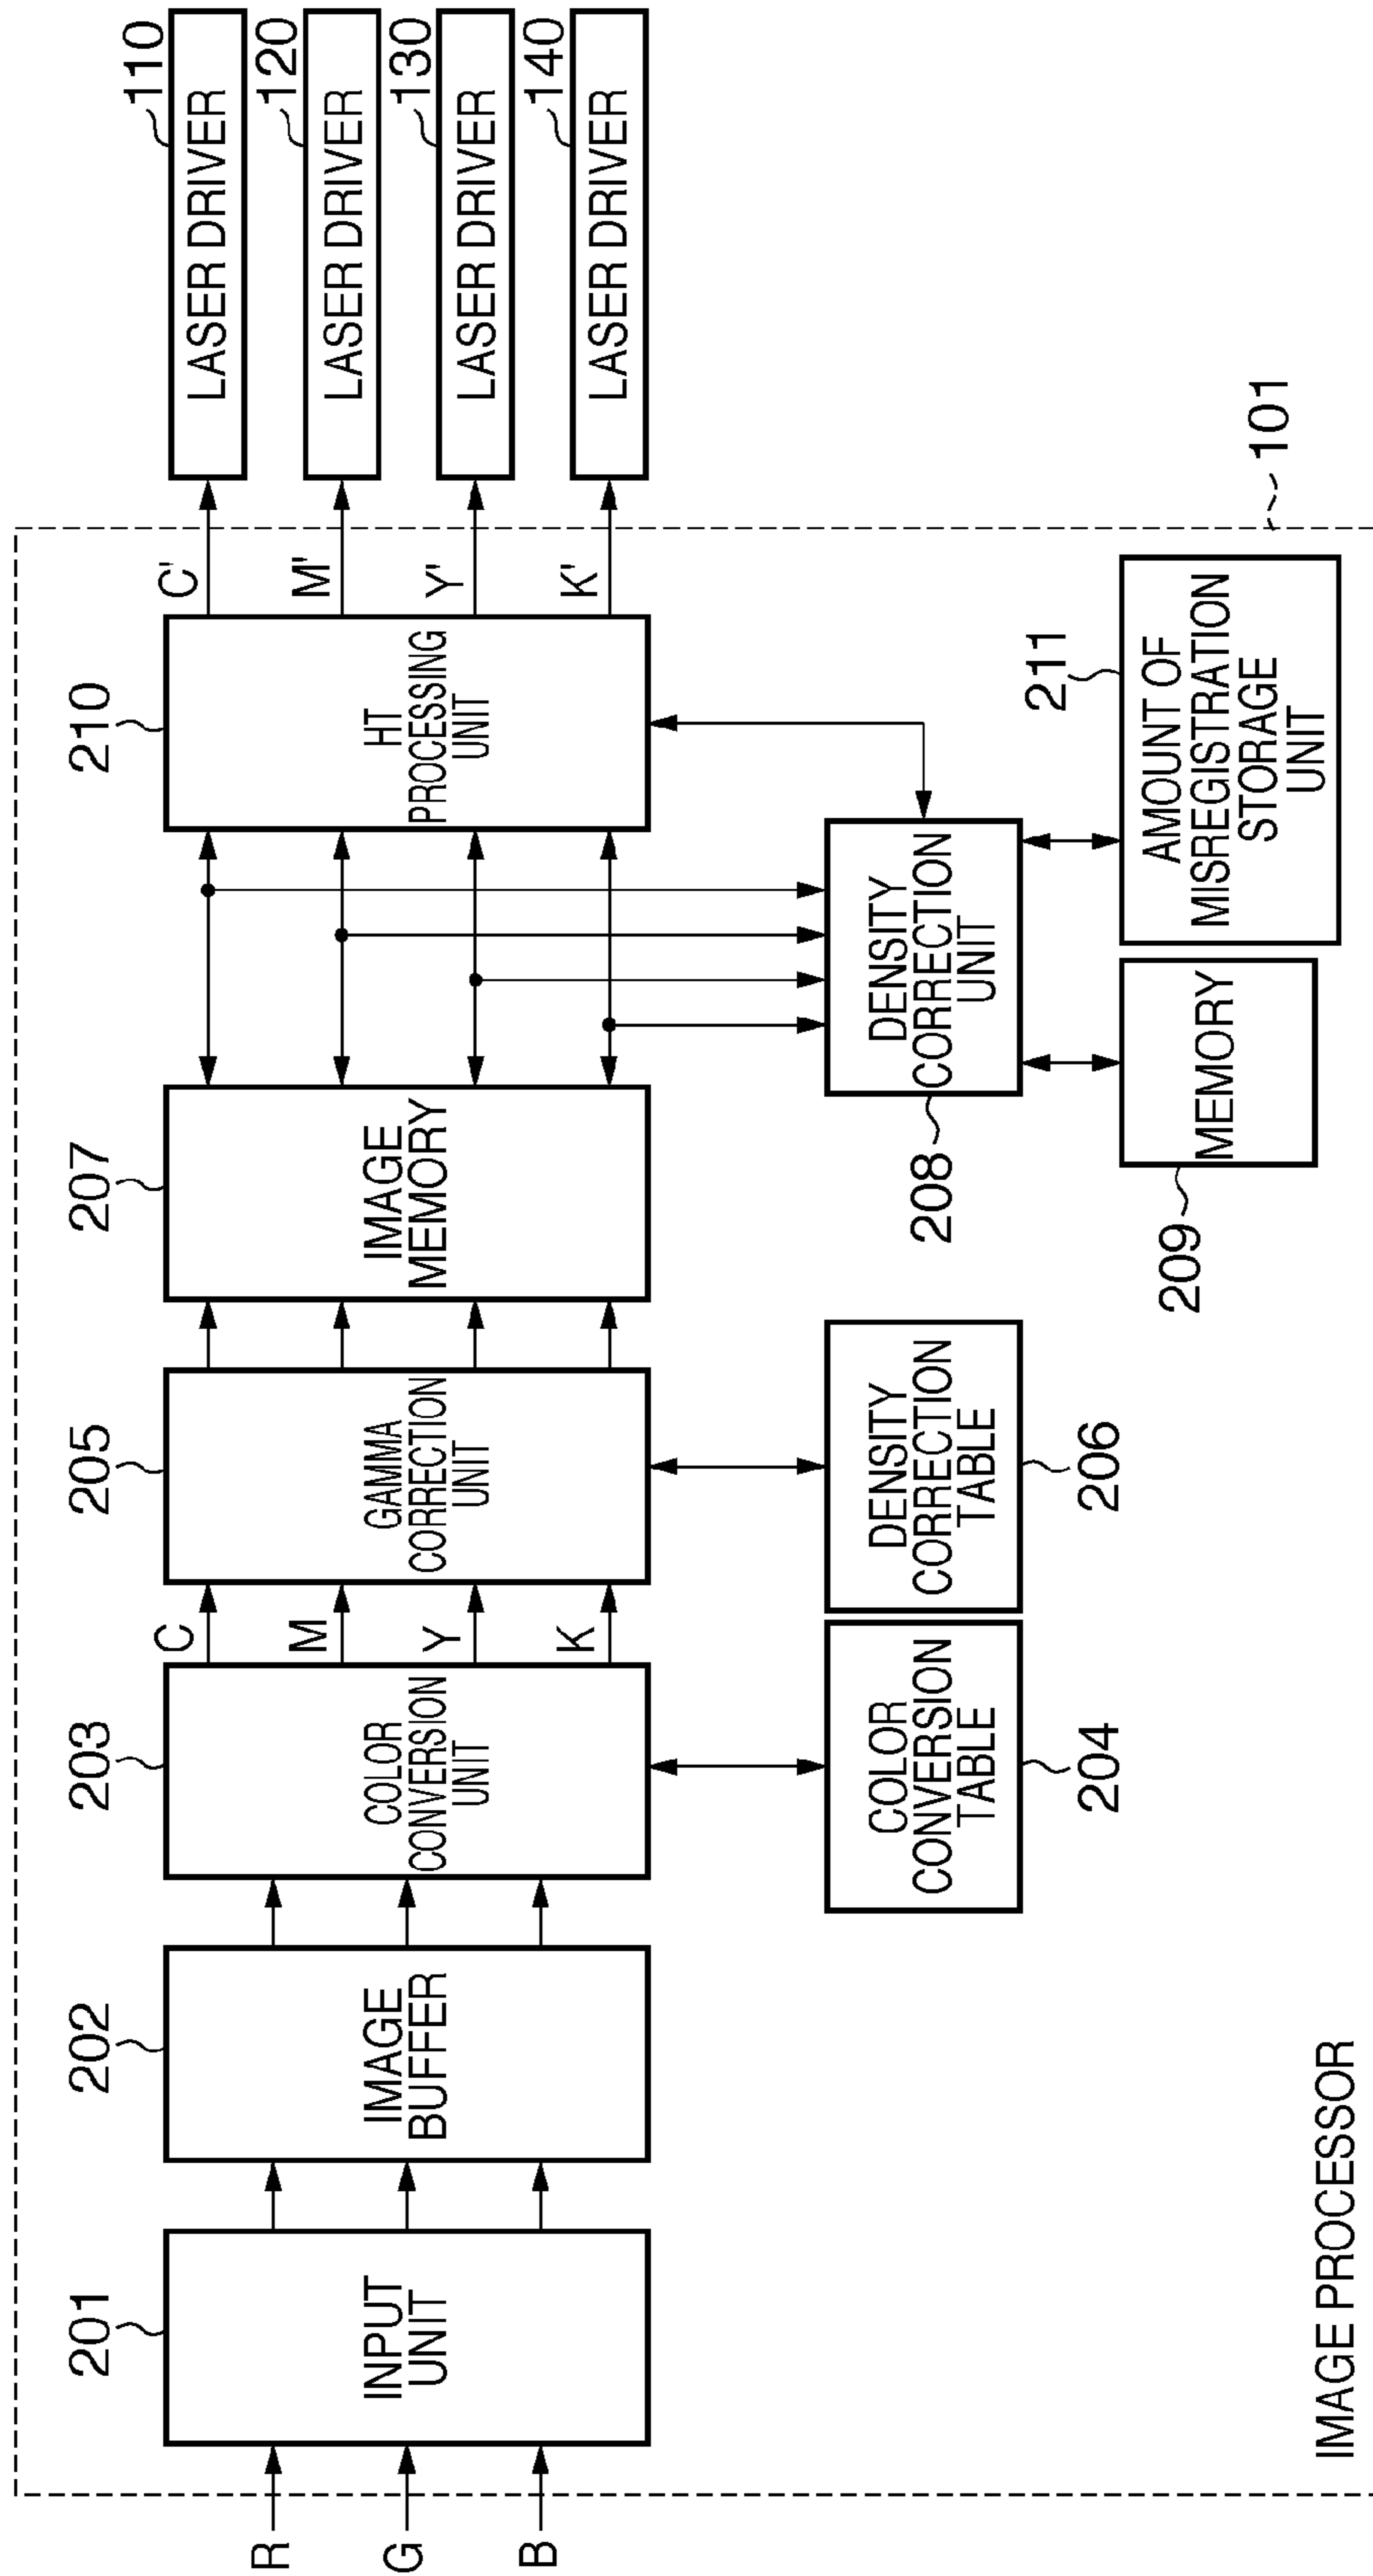 R
G
B
201
INPUT
UNIT
202
IMAGE
BUFFER
203
COLOR
CONVERSION
UNIT
C
M
Y
K
205
GAMMA
CORRECTION
UNIT
207
IMAGE
MEMORY
210
HT
PROCESSING
UNIT
C'
M'
Y'
K'
110
LASER DRIVER
120
LASER DRIVER
130
LASER DRIVER
140
LASER DRIVER
COLOR
CONVERSION
TABLE
204
DENSITY
CORRECTION
TABLE
206
DENSITY
CORRECTION
UNIT
208
209
MEMORY
211
AMOUNT OF
MISREGISTRATION
STORAGE
UNIT
101
IMAGE PROCESSOR